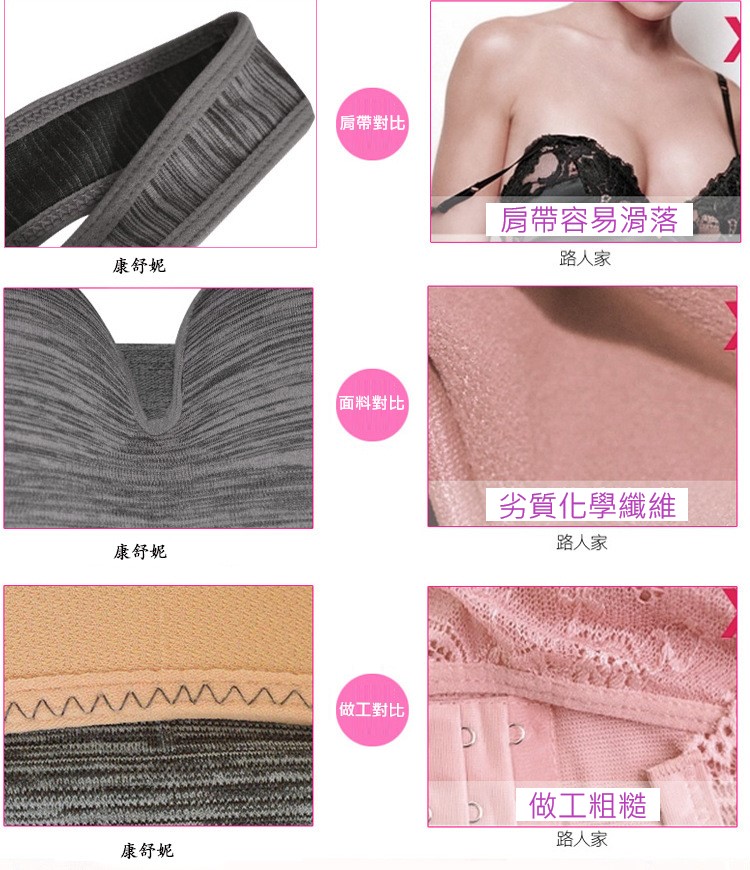 肩帶對比
肩帶容易滑落
康舒妮
路人家
面料對比
劣質化學纖維
康舒妮
路人家
做工對比
做工粗糙
康舒妮
路人家